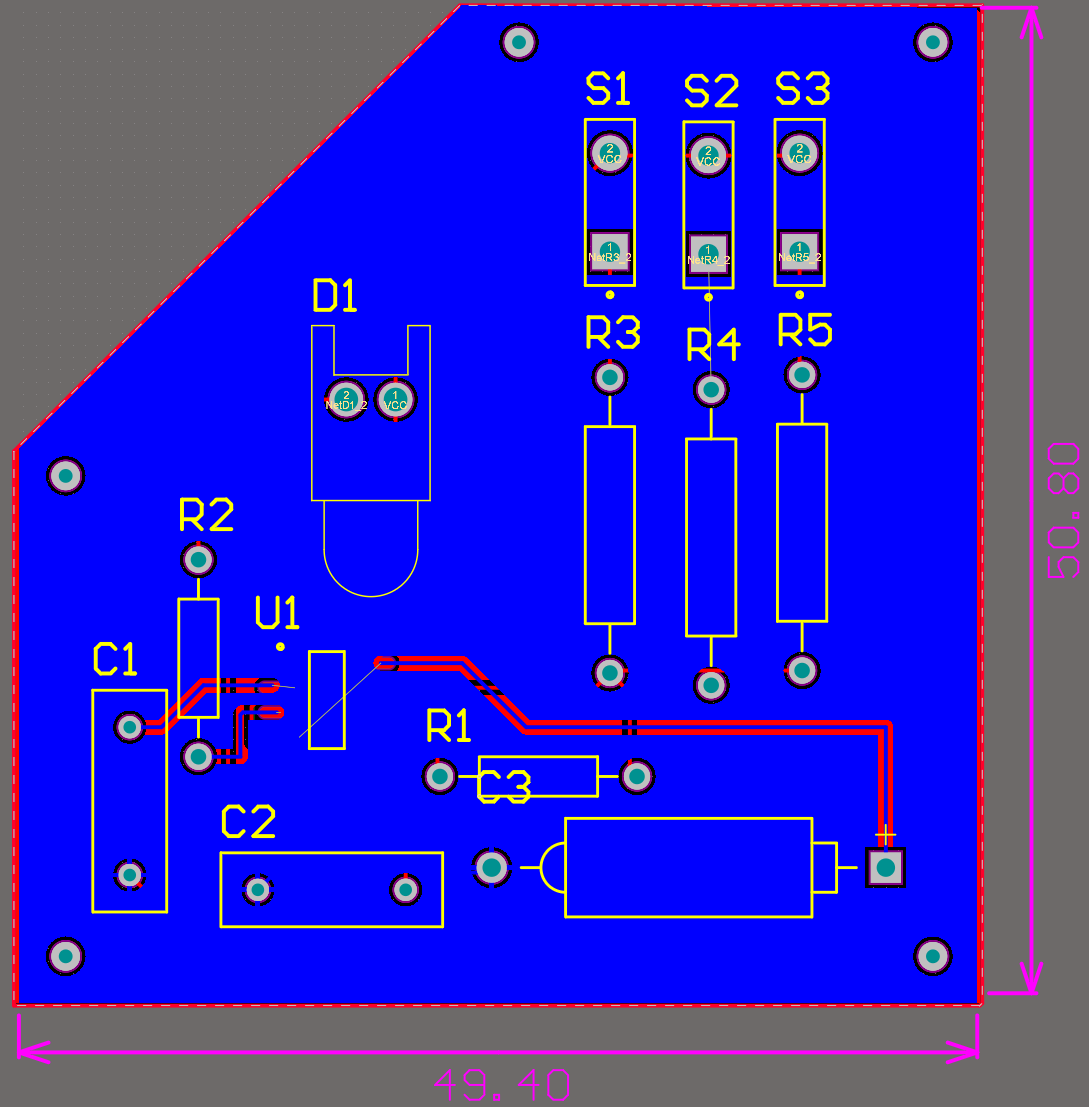 S1 S2 S3
2 2 2
VCC VCC VCC
1 1 1
NetR3_2 NetR4_2 NetR5_2
D1
R3 R4 R5
2 1
NetD1_2 VCC
50.80
R2
U1
C1
R1
C3
C2
49.40